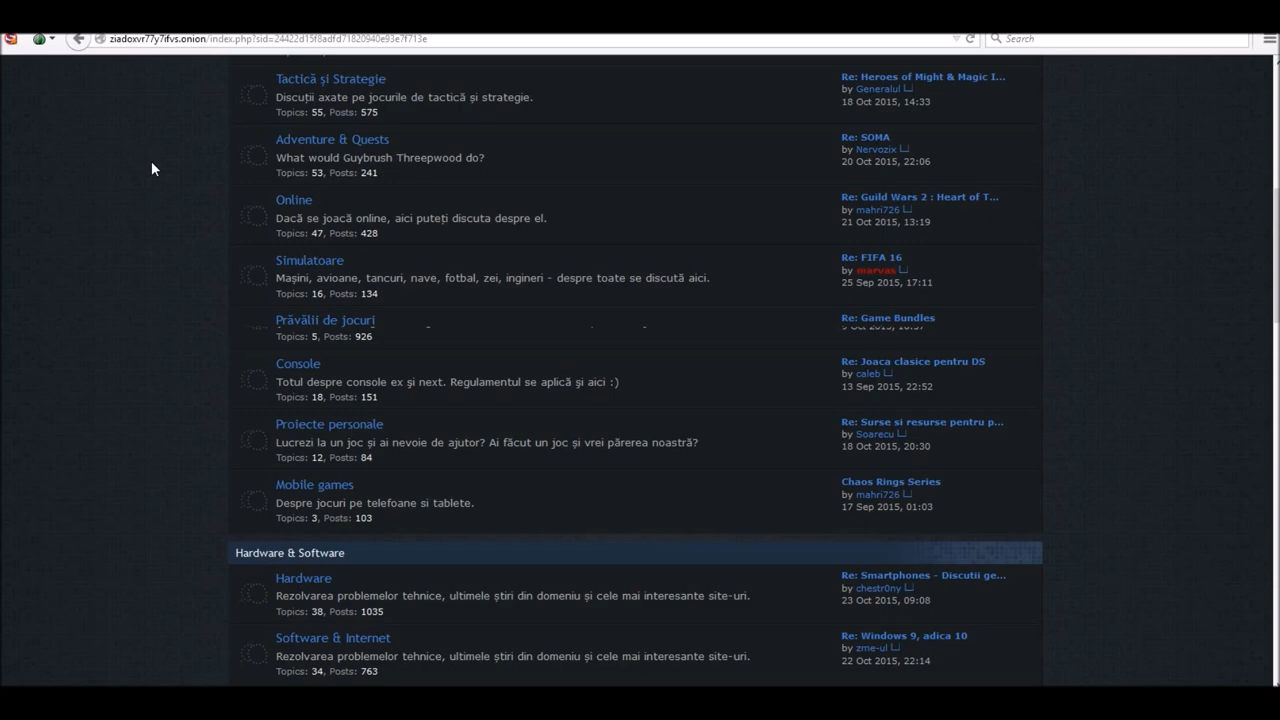 ziadoxvr77y7ifvs.onion/index.php?sid=24422d15f8adfd71820940e93e7f713e
Search
Tactică și Strategie
Discuții axate pe jocurile de tactică și strategie.
Topics: 55, Posts: 575
Re: Heroes of Might & Magic I...
by Generalul
18 Oct 2015, 14:33
Adventure & Quests
What would Guybrush Threepwood do?
Topics: 53, Posts: 241
Re: SOMA
by Nervozix
20 Oct 2015, 22:06
Online
Dacă se joacă online, aici puteți discuta despre el.
Topics: 47, Posts: 428
Re: Guild Wars 2 : Heart of T...
by mahri726
21 Oct 2015, 13:19
Simulatoare
Mașini, avioane, tancuri, nave, fotbal, zei, ingineri - despre toate se discută aici.
Topics: 16, Posts: 134
Re: FIFA 16
by marvas
25 Sep 2015, 17:11
Prăvălii de jocuri
Topics: 5, Posts: 926
Re: Game Bundles
Console
Totul despre console ex și next. Regulamentul se aplică și aici :)
Topics: 18, Posts: 151
Re: Joaca clasice pentru DS
by caleb
13 Sep 2015, 22:52
Proiecte personale
Lucrezi la un joc și ai nevoie de ajutor? Ai făcut un joc și vrei părerea noastră?
Topics: 12, Posts: 84
Re: Surse si resurse pentru p...
by Soarecu
18 Oct 2015, 20:30
Mobile games
Despre jocuri pe telefoane si tablete.
Topics: 3, Posts: 103
Chaos Rings Series
by mahri726
17 Sep 2015, 01:03
Hardware & Software
Hardware
Rezolvarea problemelor tehnice, ultimele știri din domeniu și cele mai interesante site-uri.
Topics: 38, Posts: 1035
Re: Smartphones - Discutii ge...
by chestr0ny
23 Oct 2015, 09:08
Software & Internet
Rezolvarea problemelor tehnice, ultimele știri din domeniu și cele mai interesante site-uri.
Topics: 34, Posts: 763
Re: Windows 9, adica 10
by zme-ul
22 Oct 2015, 22:14